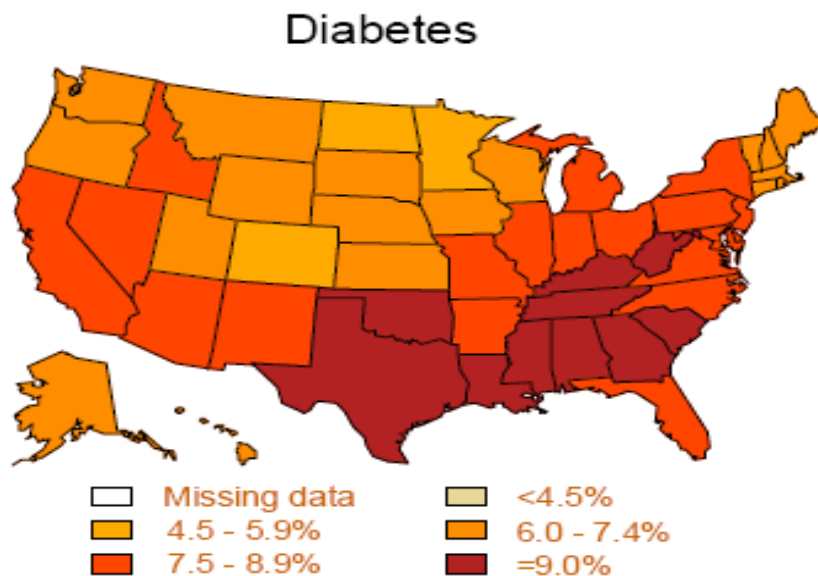 Diabetes
Missing data
<4.5%
4.5 - 5.9%
6.0 - 7.4%
7.5 - 8.9%
=9.0%